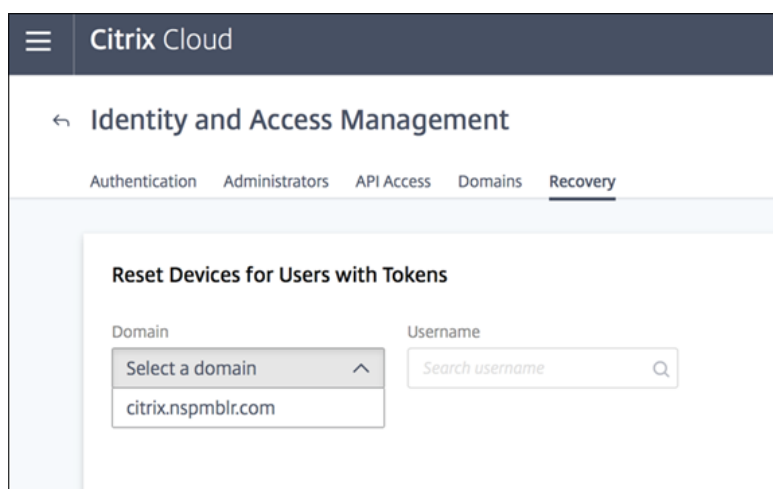 Citrix Cloud
Identity and Access Management
Authentication Administrators API Access Domains Recovery
Reset Devices for Users with Tokens
Domain Username
Select a domain Search username
citrix.nspmblr.com